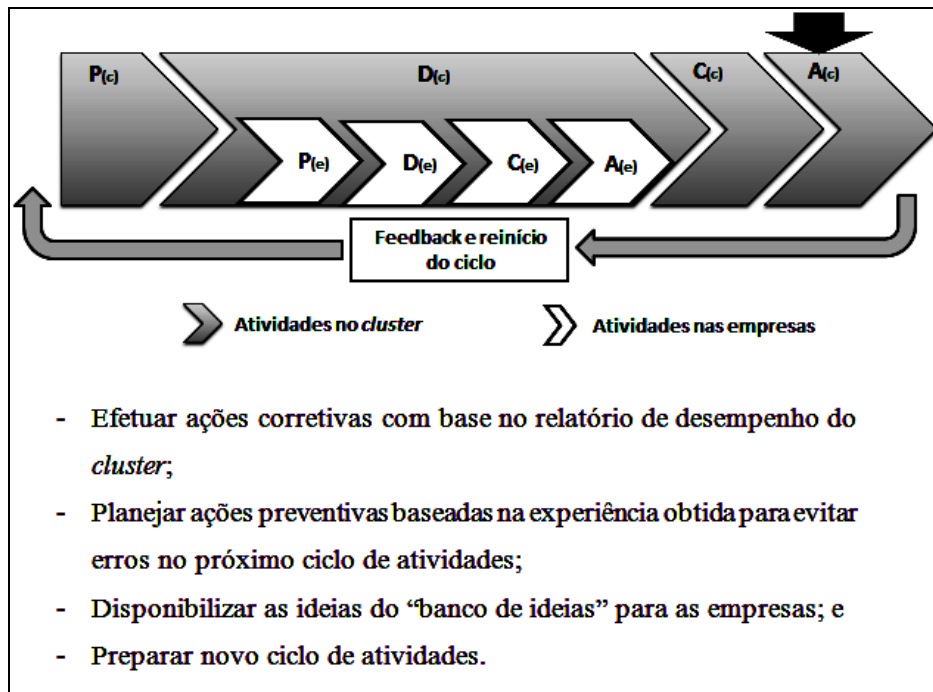 P(c)
D(c)
C(c)
A(c)
P(e)
D(e)
C(e)
A(e)
Feedback e reinício
do ciclo
Atividades no cluster
Atividades nas empresas
- Efetuar ações corretivas com base no relatório de desempenho do
cluster;
- Planejar ações preventivas baseadas na experiência obtida para evitar
erros no próximo ciclo de atividades;
- Disponibilizar as ideias do “banco de ideias” para as empresas; e
- Preparar novo ciclo de atividades.